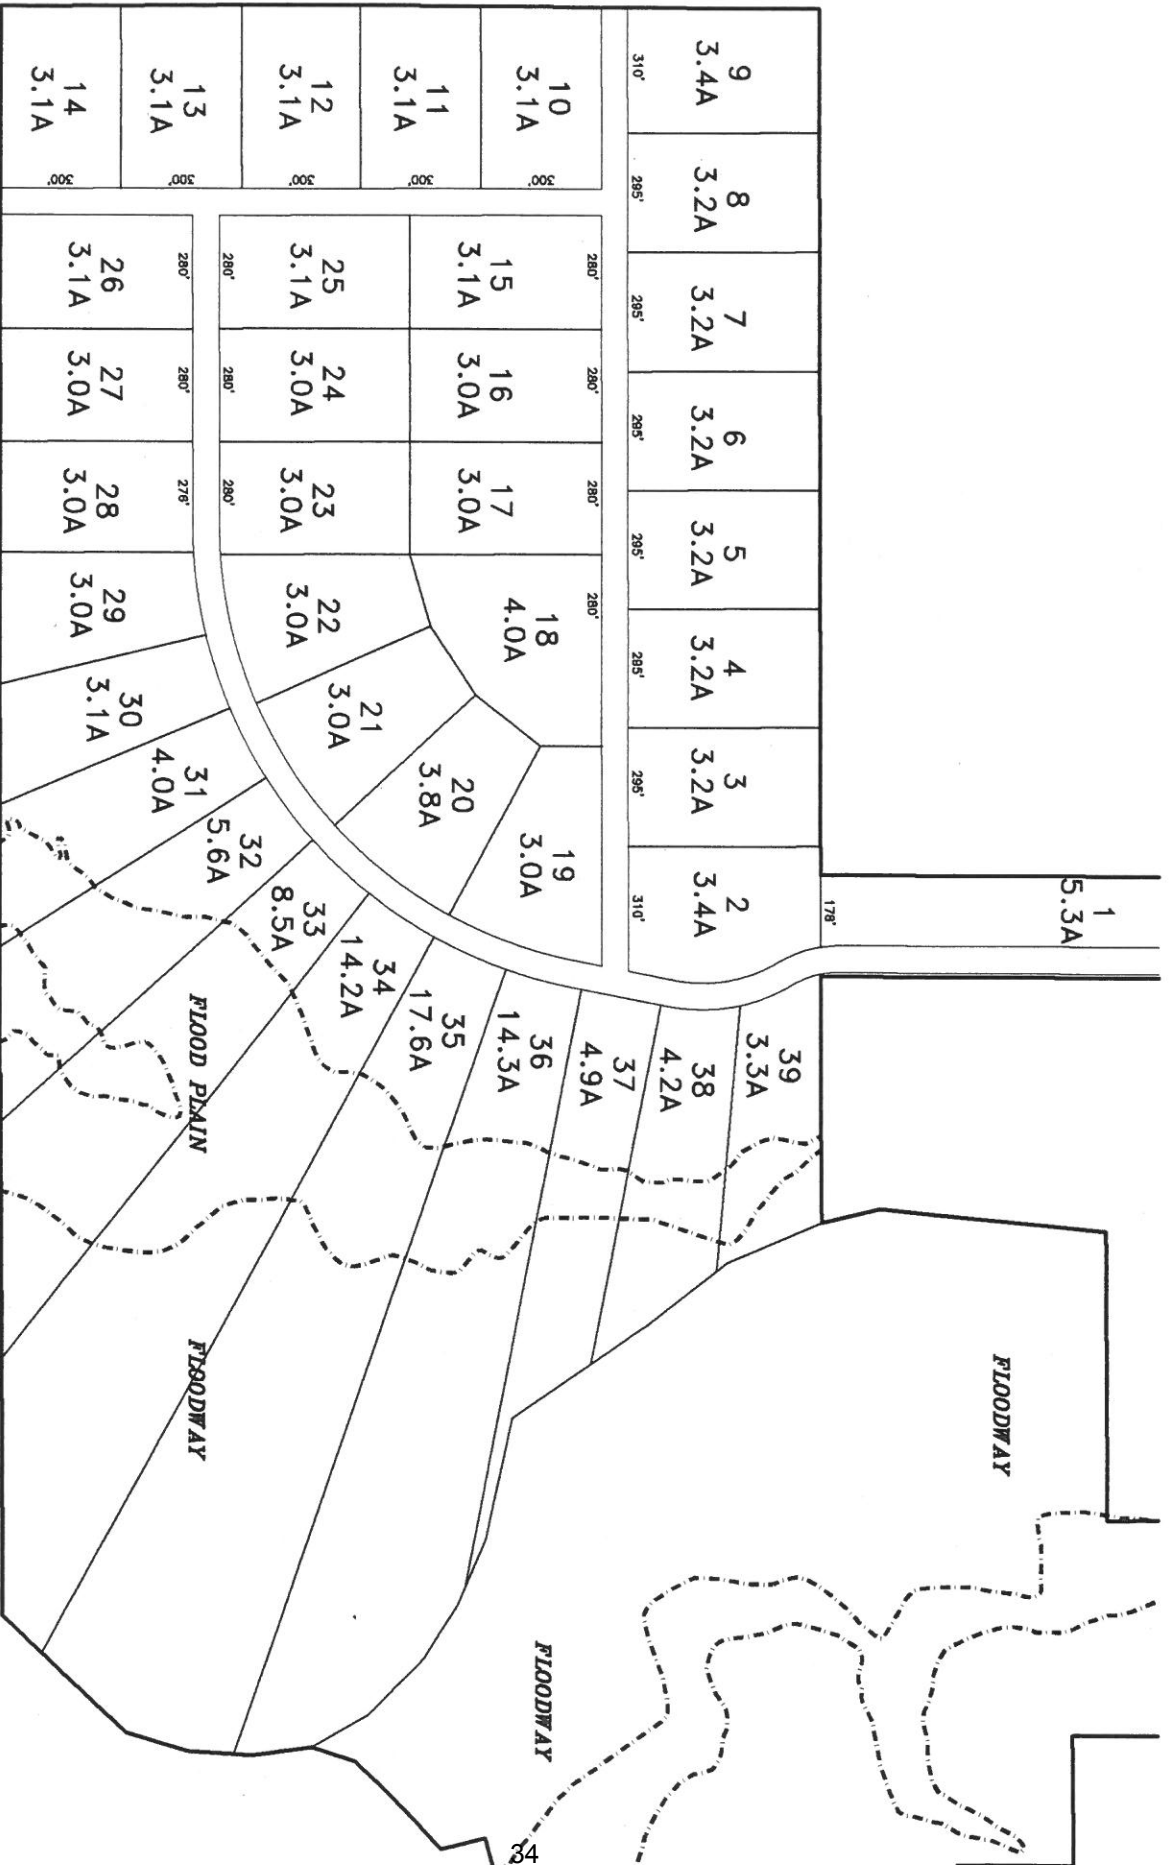 1
5.3A
178'
2
3.4A
310'
3
3.2A
295'
4
3.2A
295'
5
3.2A
295'
6
3.2A
295'
7
3.2A
295'
8
3.2A
295'
9
3.4A
310'
10
3.1A
300'
11
3.1A
300'
12
3.1A
300'
13
3.1A
300'
14
3.1A
300'
15
3.1A
280'
16
3.0A
280'
17
3.0A
280'
18
4.0A
280'
19
3.0A
20
3.8A
21
3.0A
22
3.0A
23
3.0A
280'
24
3.0A
280'
25
3.1A
280'
26
3.1A
280'
27
3.0A
280'
28
3.0A
276'
29
3.0A
30
3.1A
31
4.0A
32
5.6A
33
8.5A
34
14.2A
35
17.6A
36
14.3A
37
4.9A
38
4.2A
39
3.3A
FLOOD PLAIN
FLOODWAY
FLOODWAY
FLOODWAY
34